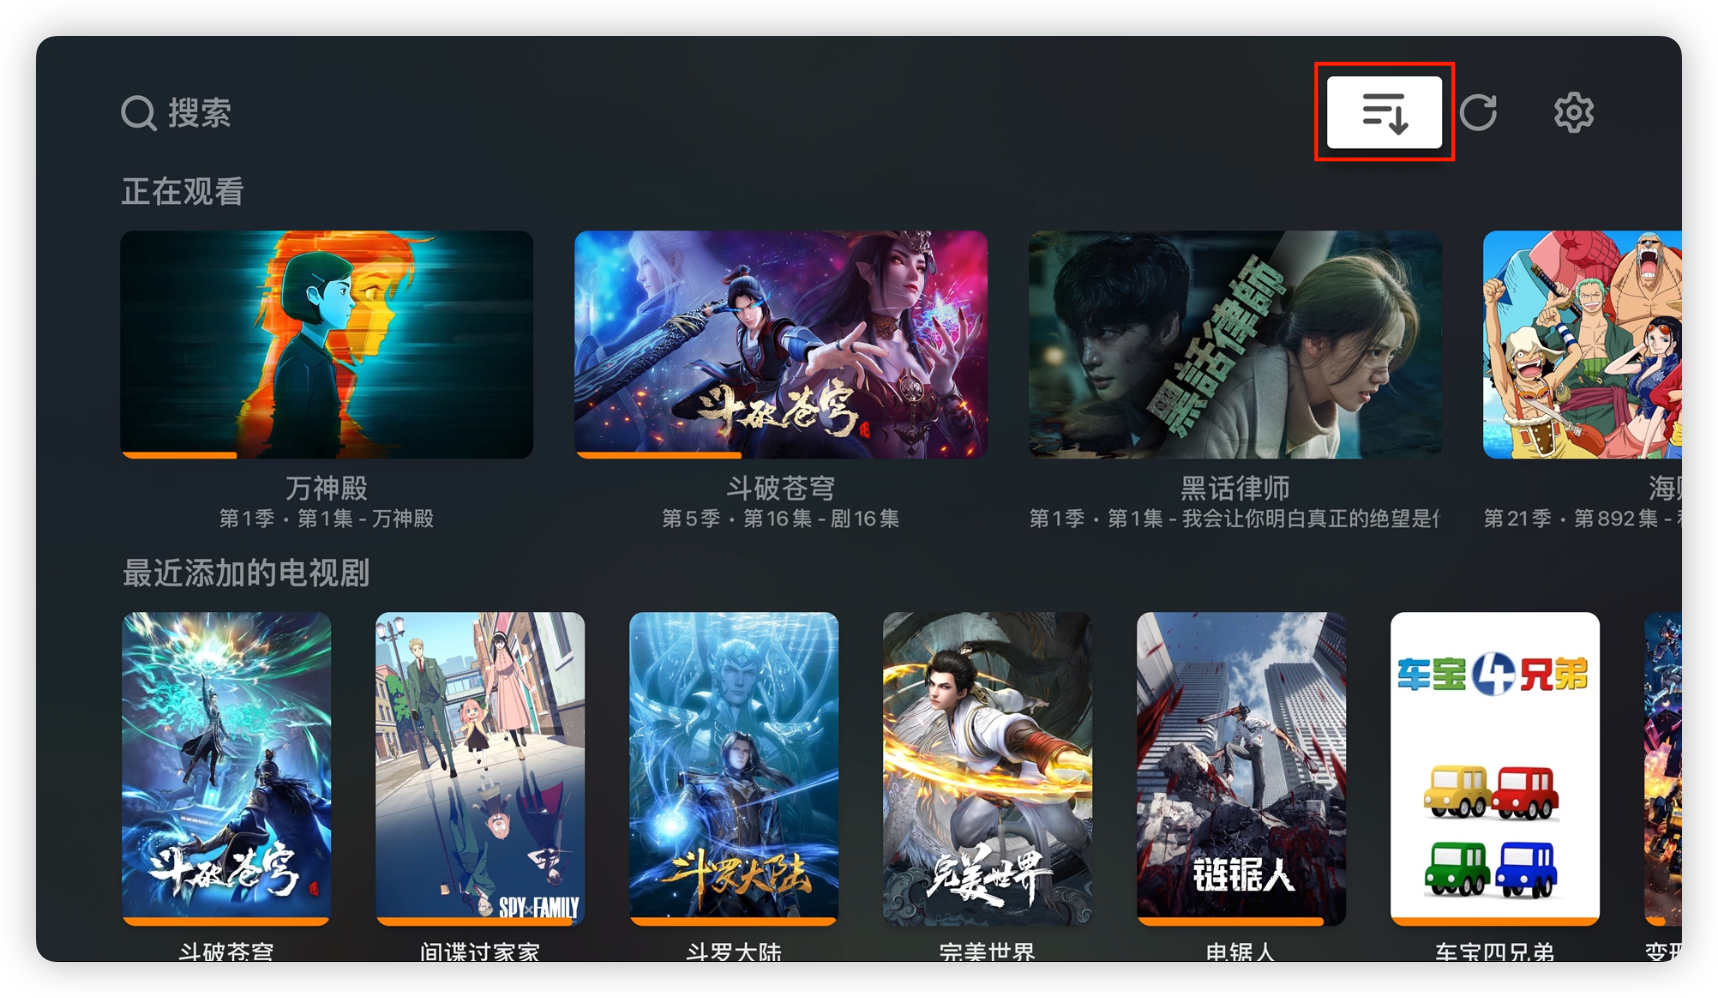 搜索
正在观看
斗破苍穹
黑話律師
万神殿
第1季 · 第1集 - 万神殿
斗破苍穹
第5季 · 第16集 - 剧16集
黑话律师
第1季 · 第1集 - 我会让你明白真正的绝望是
第21季 · 第892集 -
最近添加的电视剧
斗破苍穹
SPY×FAMILY
斗罗大陆
完美世界
链锯人
车宝4兄弟
斗破苍穹
间谍过家家
斗罗大陆
完美世界
电锯人
车宝四兄弟